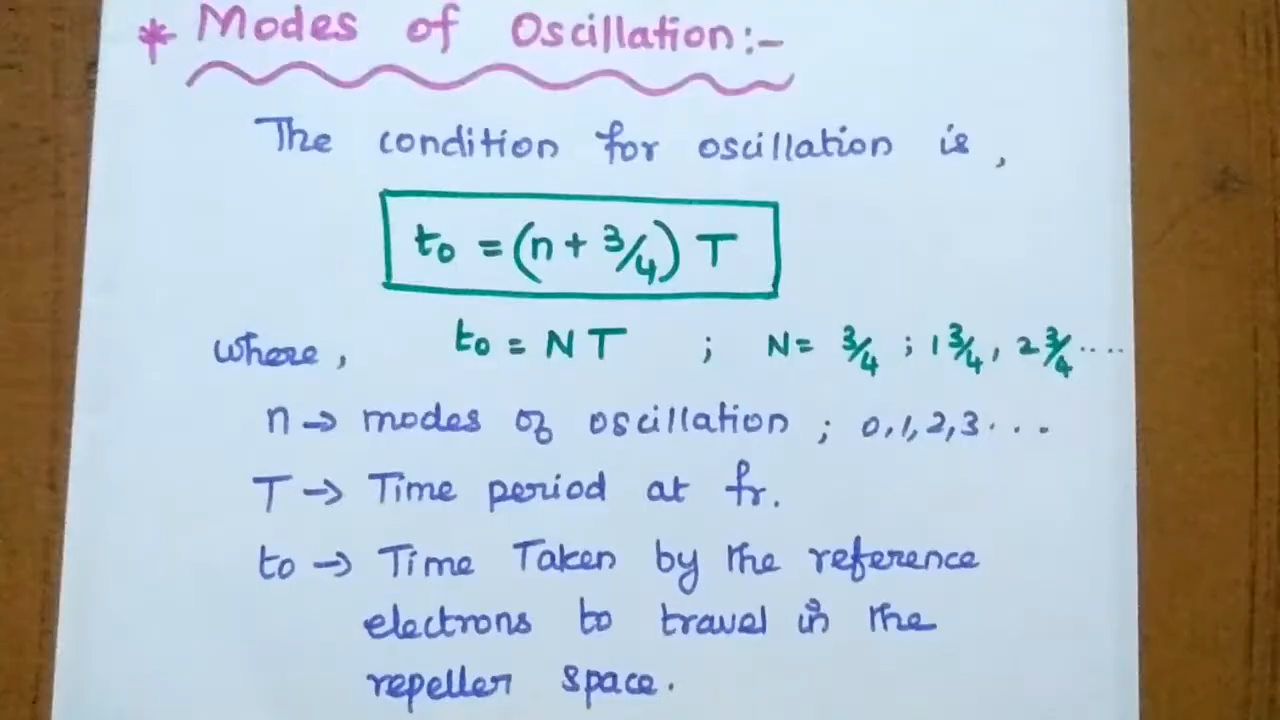 * Modes of Oscillation:-
The condition for oscillation is,
to = (n + 3/4) T
where, to = NT ; N = 3/4 ; 1 3/4, 2 3/4 ....
n → modes of oscillation ; 0,1,2,3...
T → Time period at fr.
to → Time Taken by the reference
electrons to travel in the
repeller space.